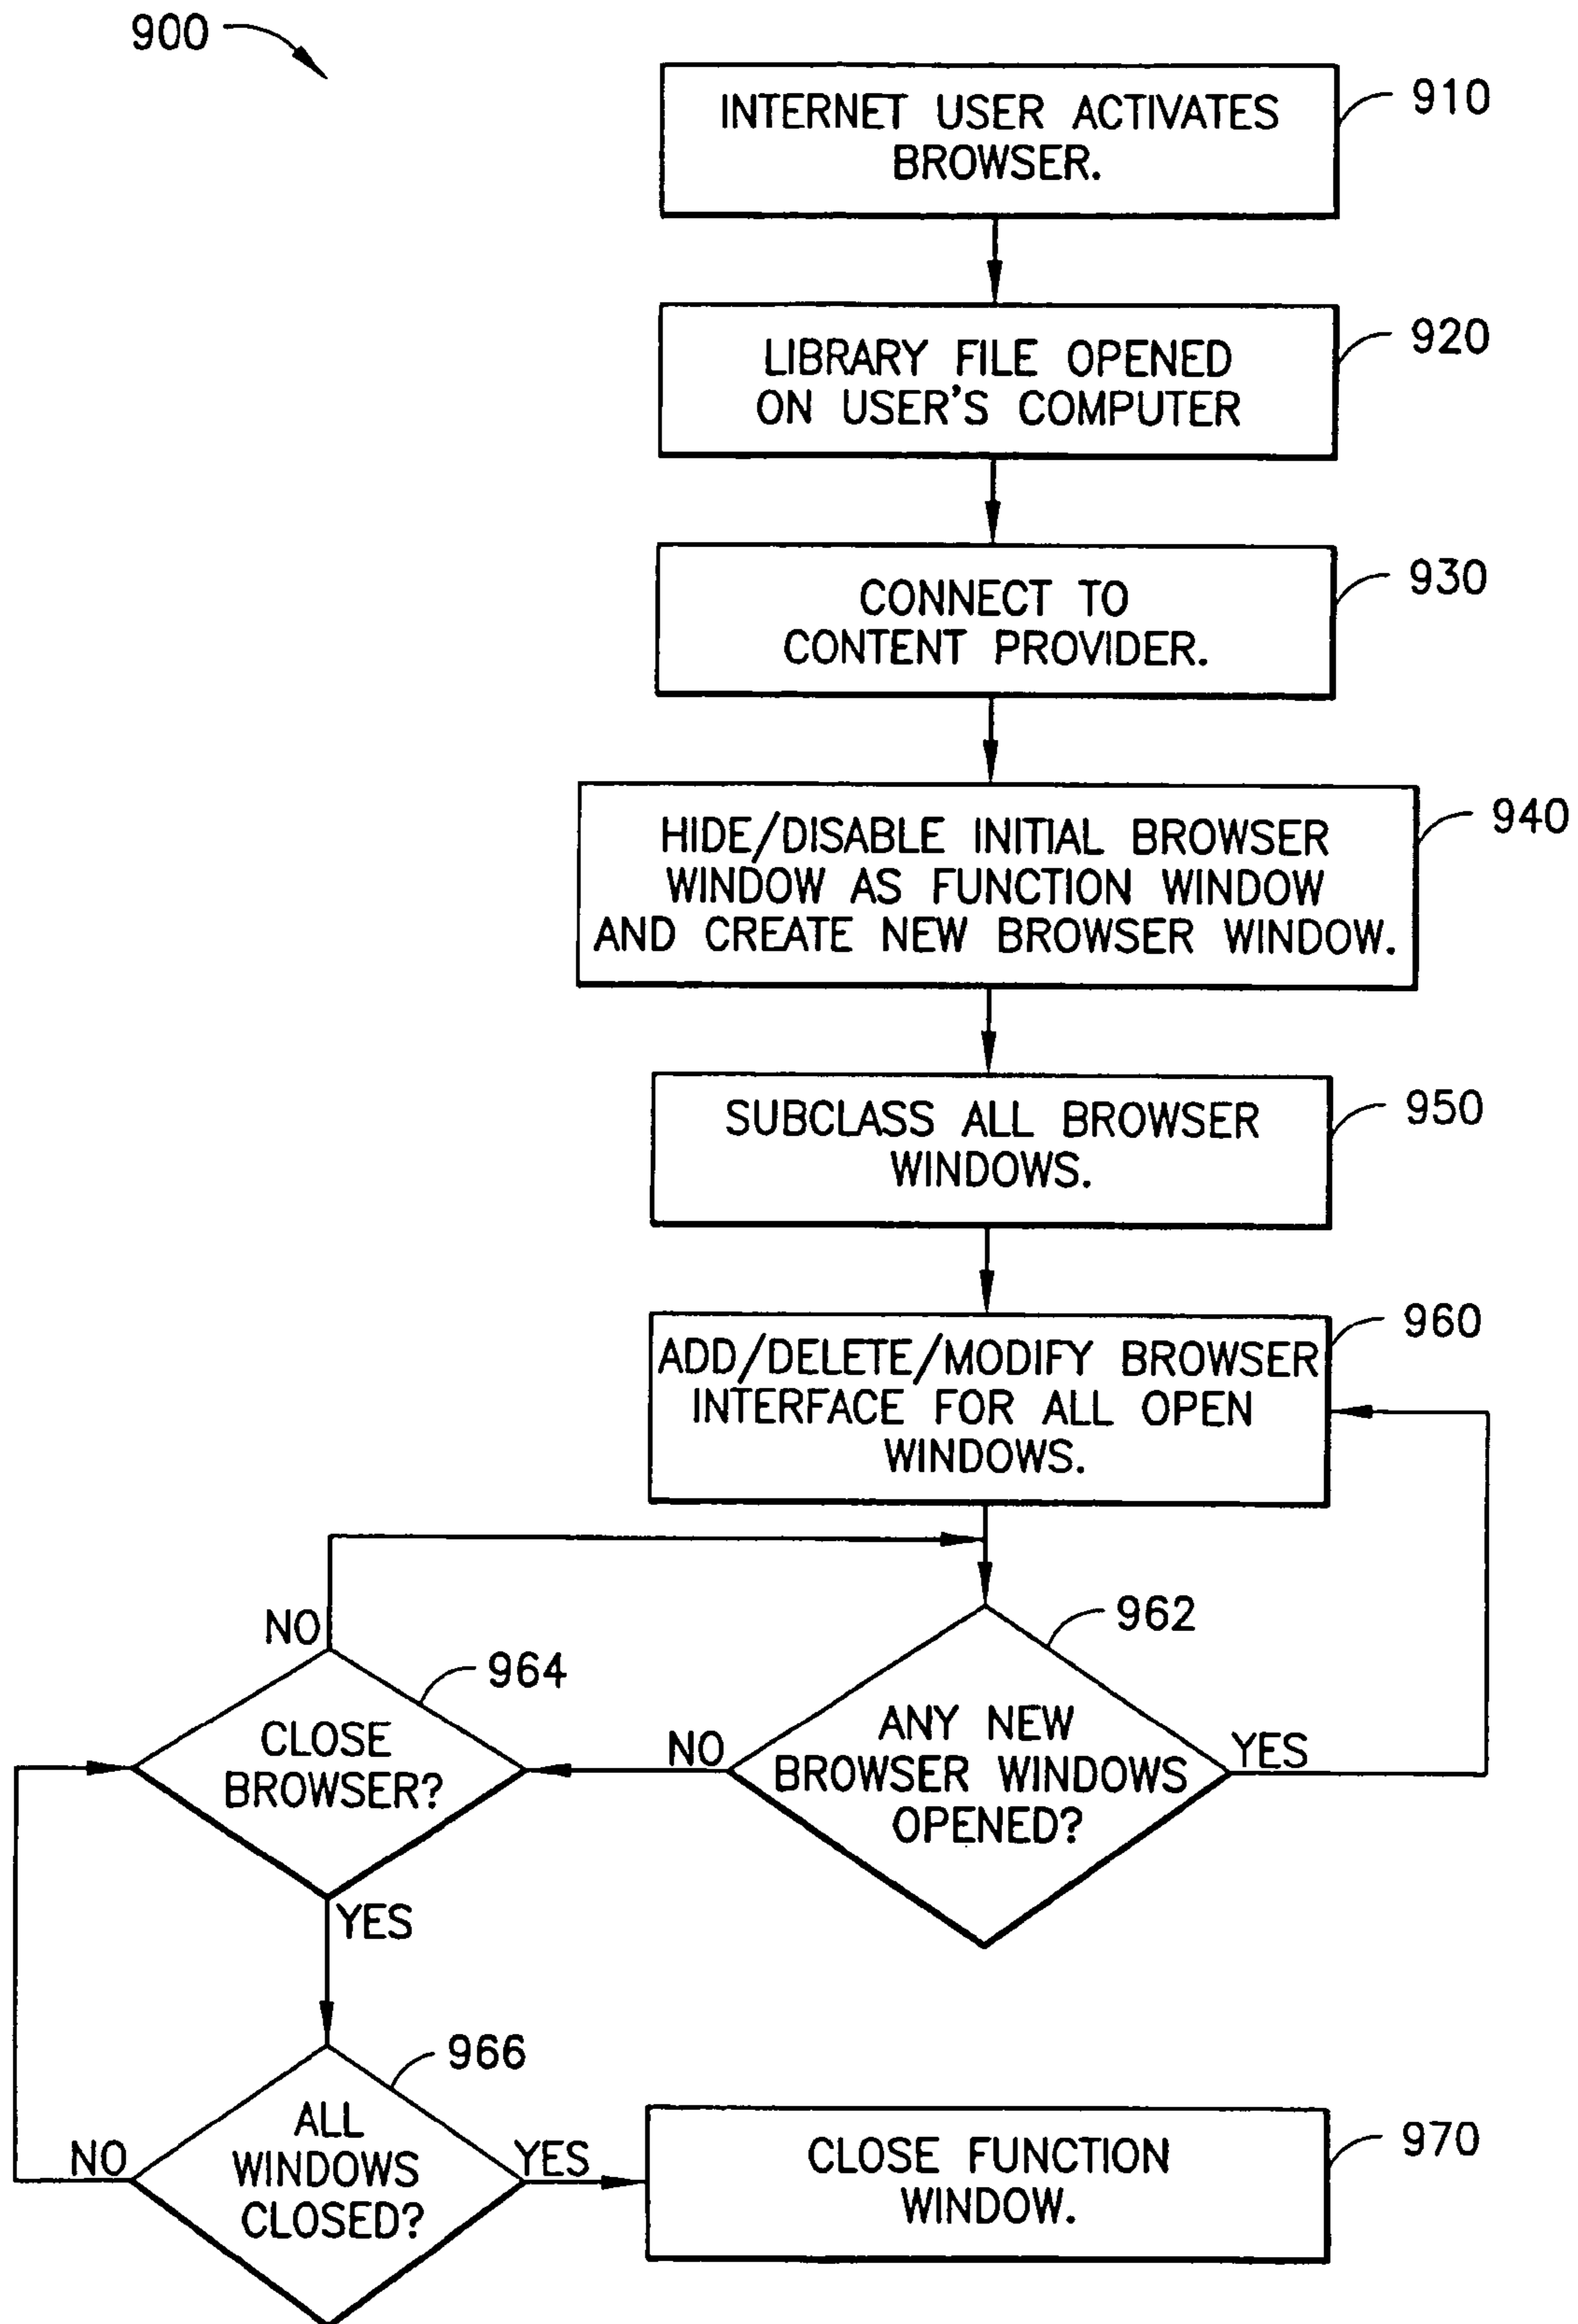 900
INTERNET USER ACTIVATES
BROWSER.
910
LIBRARY FILE OPENED
ON USER'S COMPUTER
920
CONNECT TO
CONTENT PROVIDER.
930
HIDE/DISABLE INITIAL BROWSER
WINDOW AS FUNCTION WINDOW
AND CREATE NEW BROWSER WINDOW.
940
SUBCLASS ALL BROWSER
WINDOWS.
950
ADD/DELETE/MODIFY BROWSER
INTERFACE FOR ALL OPEN
WINDOWS.
960
NO
964
CLOSE
BROWSER?
YES
NO
962
ANY NEW
BROWSER WINDOWS
OPENED?
YES
966
ALL
WINDOWS
CLOSED?
NO
YES
CLOSE FUNCTION
WINDOW.
970